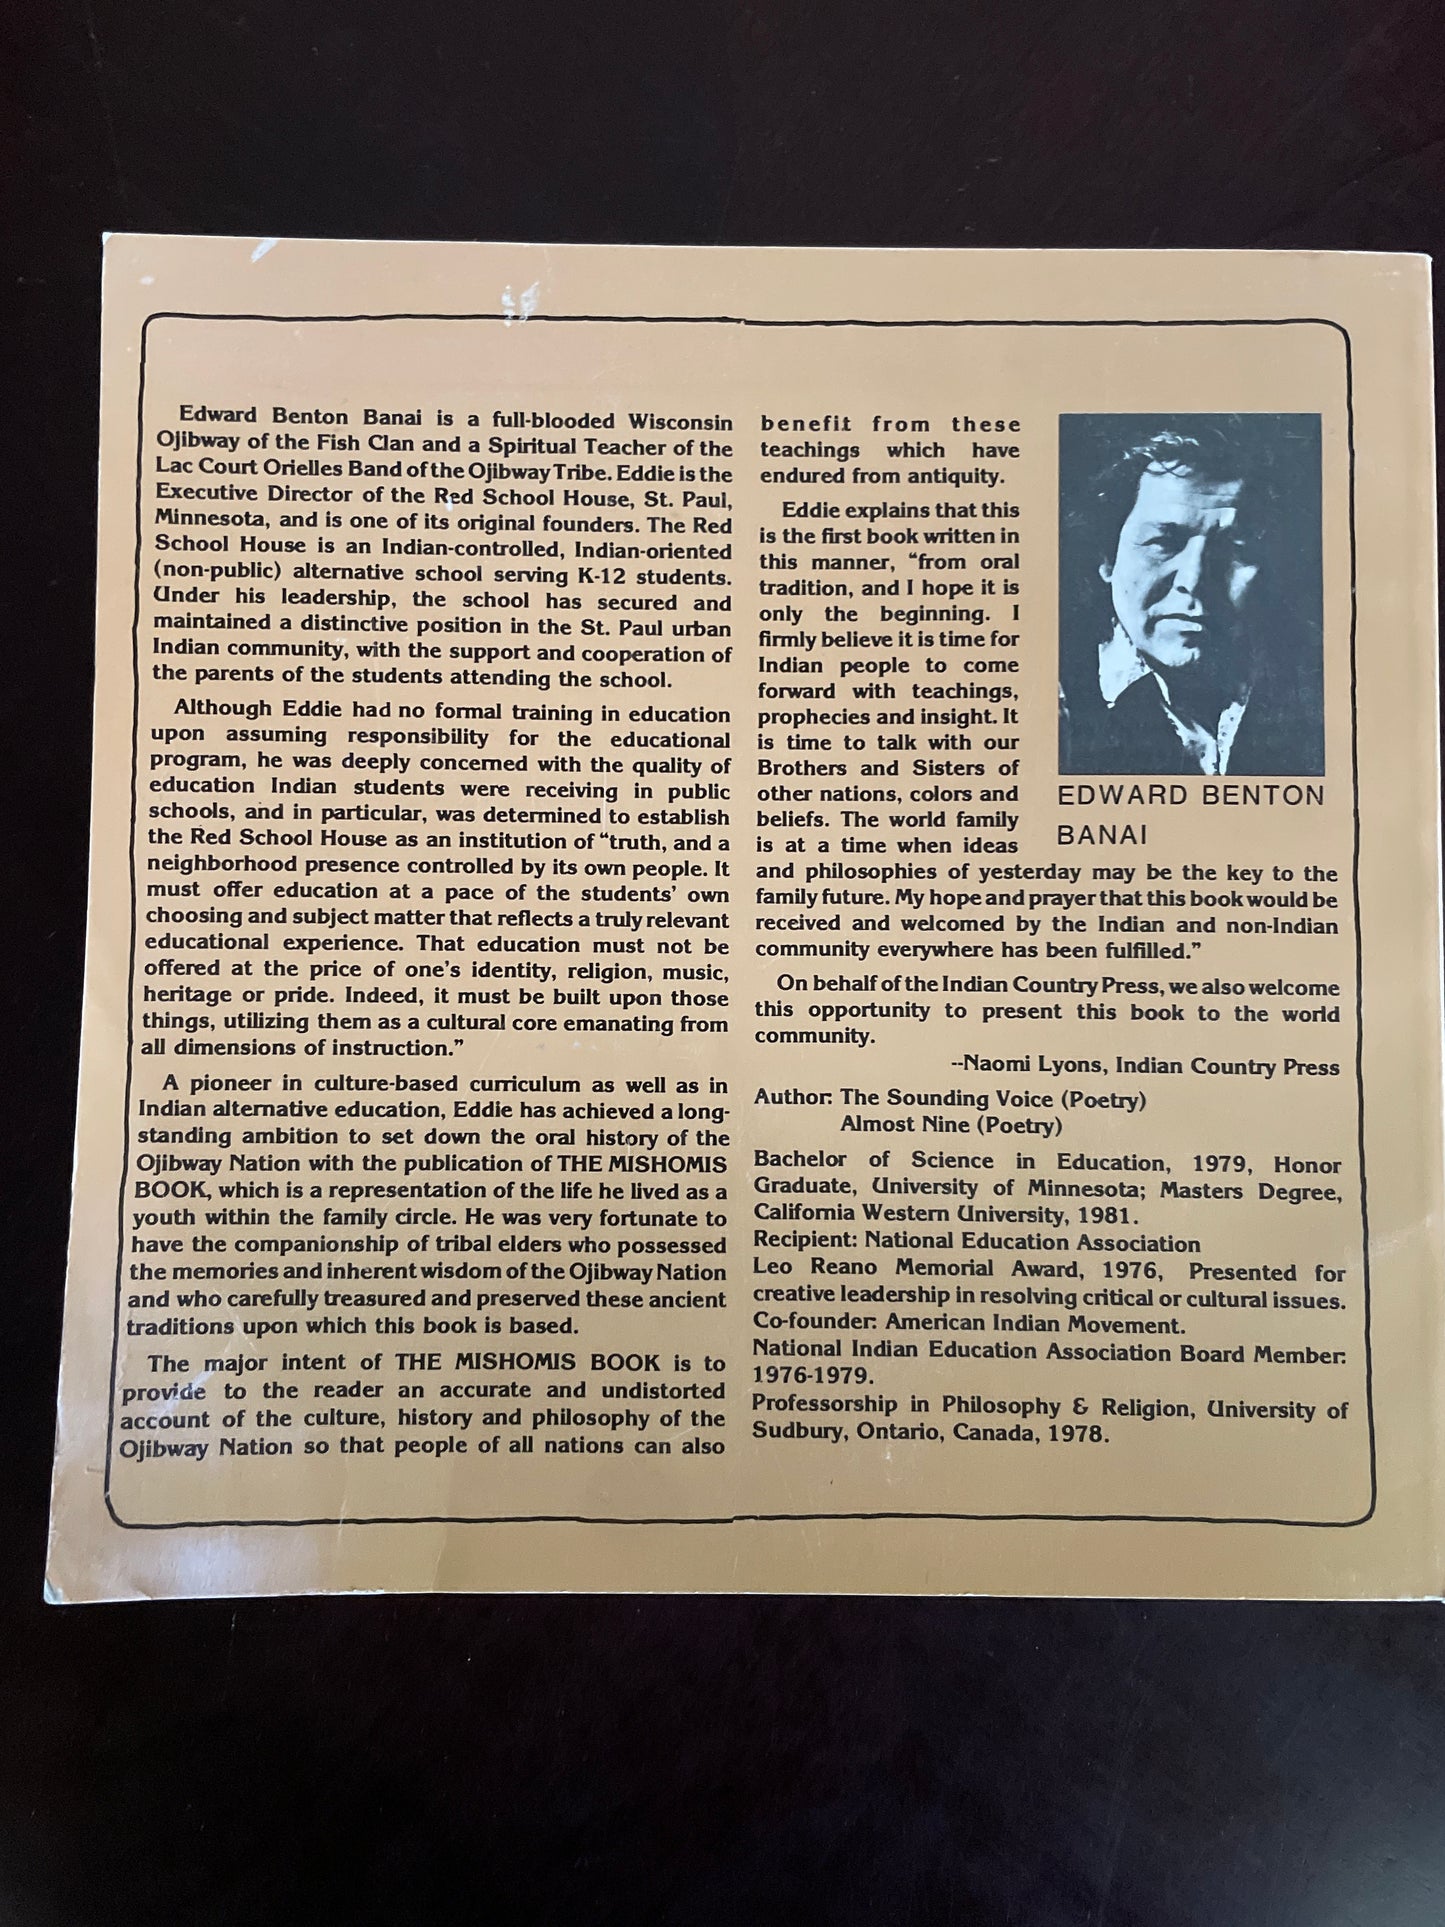 Edward Benton Banai is a full-blooded Wisconsin
Ojibway of the Fish Clan and a Spiritual Teacher of the
Lac Court Orielles Band of the Ojibway Tribe. Eddie is the
Executive Director of the Red School House, St. Paul,
Minnesota, and is one of its original founders. The Red
School House is an Indian-controlled, Indian-oriented
(non-public) alternative school serving K-12 students.
Under his leadership, the school has secured and
maintained a distinctive position in the St. Paul urban
Indian community, with the support and cooperation of
the parents of the students attending the school.
Although Eddie had no formal training in education
upon assuming responsibility for the educational
program, he was deeply concerned with the quality of
education Indian students were receiving in public
schools, and in particular, was determined to establish
the Red School House as an institution of “truth, and a
neighborhood presence controlled by its own people. It
must offer education at a pace of the students’ own
choosing and subject matter that reflects a truly relevant
educational experience. That education must not be
offered at the price of one’s identity, religion, music,
heritage or pride. Indeed, it must be built upon those
things, utilizing them as a cultural core emanating from
all dimensions of instruction.”
A pioneer in culture-based curriculum as well as in
Indian alternative education, Eddie has achieved a long-
standing ambition to set down the oral history of the
Ojibway Nation with the publication of THE MISHOMIS
BOOK, which is a representation of the life he lived as a
youth within the family circle. He was very fortunate to
have the companionship of tribal elders who possessed
the memories and inherent wisdom of the Ojibway Nation
and who carefully treasured and preserved these ancient
traditions upon which this book is based.
The major intent of THE MISHOMIS BOOK is to
provide to the reader an accurate and undistorted
account of the culture, history and philosophy of the
Ojibway Nation so that people of all nations can also
benefit from these
teachings which have
endured from antiquity.
Eddie explains that this
is the first book written in
this manner, “from oral
tradition, and I hope it is
only the beginning. I
firmly believe it is time for
Indian people to come
forward with teachings,
prophecies and insight. It
is time to talk with our
Brothers and Sisters of
other nations, colors and
beliefs. The world family
is at a time when ideas
and philosophies of yesterday may be the key to the
family future. My hope and prayer that this book would be
received and welcomed by the Indian and non-Indian
community everywhere has been fulfilled.”
On behalf of the Indian Country Press, we also welcome
this opportunity to present this book to the world
community.
--Naomi Lyons, Indian Country Press
Author: The Sounding Voice (Poetry)
Almost Nine (Poetry)
Bachelor of Science in Education, 1979, Honor
Graduate, University of Minnesota; Masters Degree,
California Western University, 1981.
Recipient: National Education Association
Leo Reano Memorial Award, 1976, Presented for
creative leadership in resolving critical or cultural issues.
Co-founder: American Indian Movement.
National Indian Education Association Board Member:
1976-1979.
Professorship in Philosophy & Religion, University of
Sudbury, Ontario, Canada, 1978.
EDWARD BENTON
BANAI